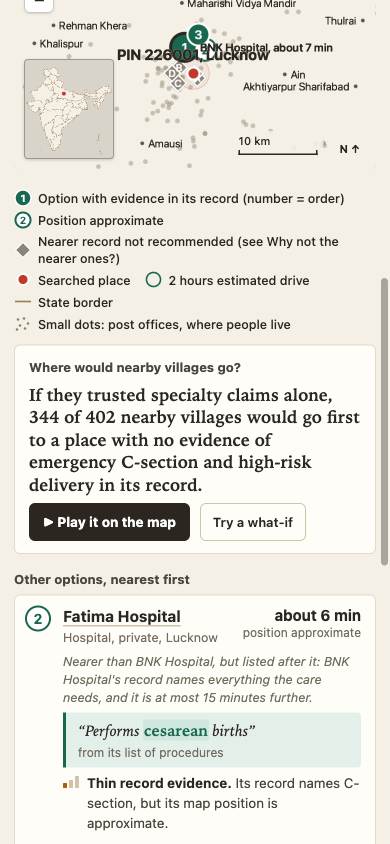 Maharishi Vidya Mandir
Rehman Khera
Thulrai
3
Khalispur
BNK Hospital, about 7 min
PIN 226001, Lucknow
Ain
Akhtiyarpur Sharifabad
Amausi
10 km
N ↑
1 Option with evidence in its record (number = order)
2 Position approximate
Nearer record not recommended (see Why not the
nearer ones?)
Searched place 2 hours estimated drive
State border
Small dots: post offices, where people live
Where would nearby villages go?
If they trusted specialty claims alone,
344 of 402 nearby villages would go first
to a place with no evidence of
emergency C-section and high-risk
delivery in its record.
▶ Play it on the map
Try a what-if
Other options, nearest first
2 Fatima Hospital about 6 min
Hospital, private, Lucknow position approximate
Nearer than BNK Hospital, but listed after it: BNK
Hospital's record names everything the care
needs, and it is at most 15 minutes further.
“Performs cesarean births”
from its list of procedures
Thin record evidence. Its record names C-
section, but its map position is
approximate.